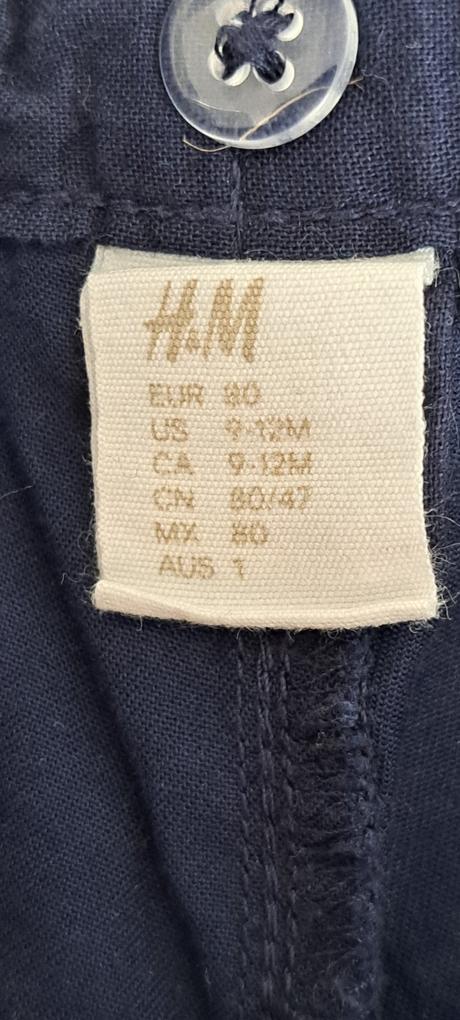 H&M
EUR 80
US 9-12M
CA 9-12M
CN 80/47
MX 80
AUS 1